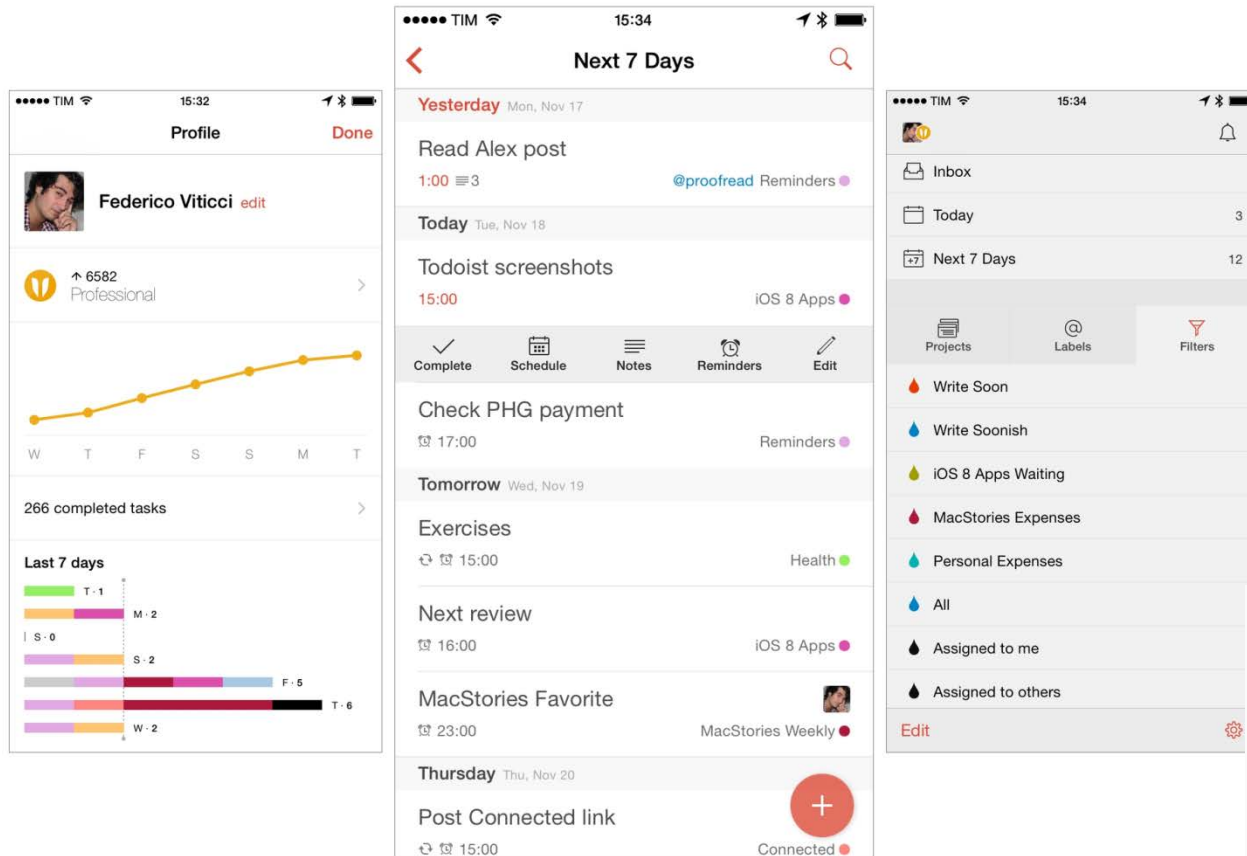 TIM 15:32
Profile Done
Federico Viticci edit
6582
Professional
W T F S S M T
266 completed tasks
Last 7 days
T · 1
M · 2
S · 0
S · 2
F · 5
T · 6
W · 2
TIM 15:34
Next 7 Days
Yesterday Mon, Nov 17
Read Alex post
1:00 3 @proofread Reminders
Today Tue, Nov 18
Todoist screenshots
15:00 iOS 8 Apps
Complete Schedule Notes Reminders Edit
Check PHG payment
17:00 Reminders
Tomorrow Wed, Nov 19
Exercises
15:00 Health
Next review
16:00 iOS 8 Apps
MacStories Favorite
23:00 MacStories Weekly
Thursday Thu, Nov 20
Post Connected link
15:00 Connected
TIM 15:34
Inbox
Today 3
+7 Next 7 Days 12
Projects Labels Filters
Write Soon
Write Soonish
iOS 8 Apps Waiting
MacStories Expenses
Personal Expenses
All
Assigned to me
Assigned to others
Edit